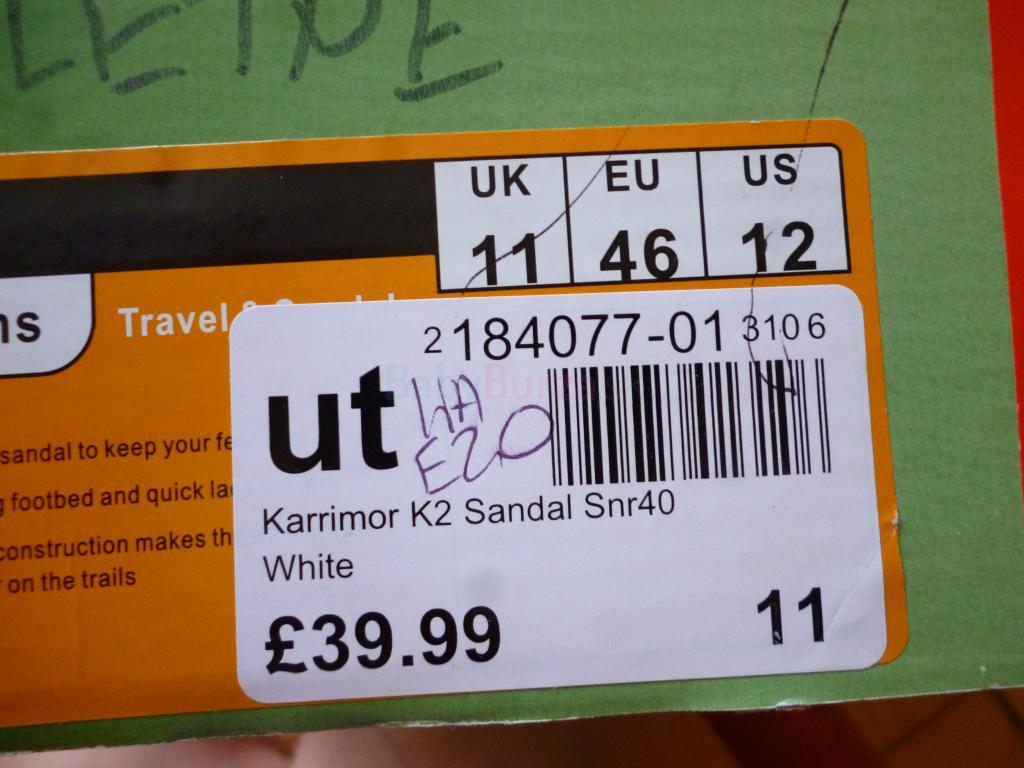 UK EU US
11 46 12
ns
Travel &
2184077-01 3106
ut
E20
Karrimor K2 Sandal Snr40
White
£39.99 11
sandal to keep your fe
footbed and quick la
construction makes th
on the trails